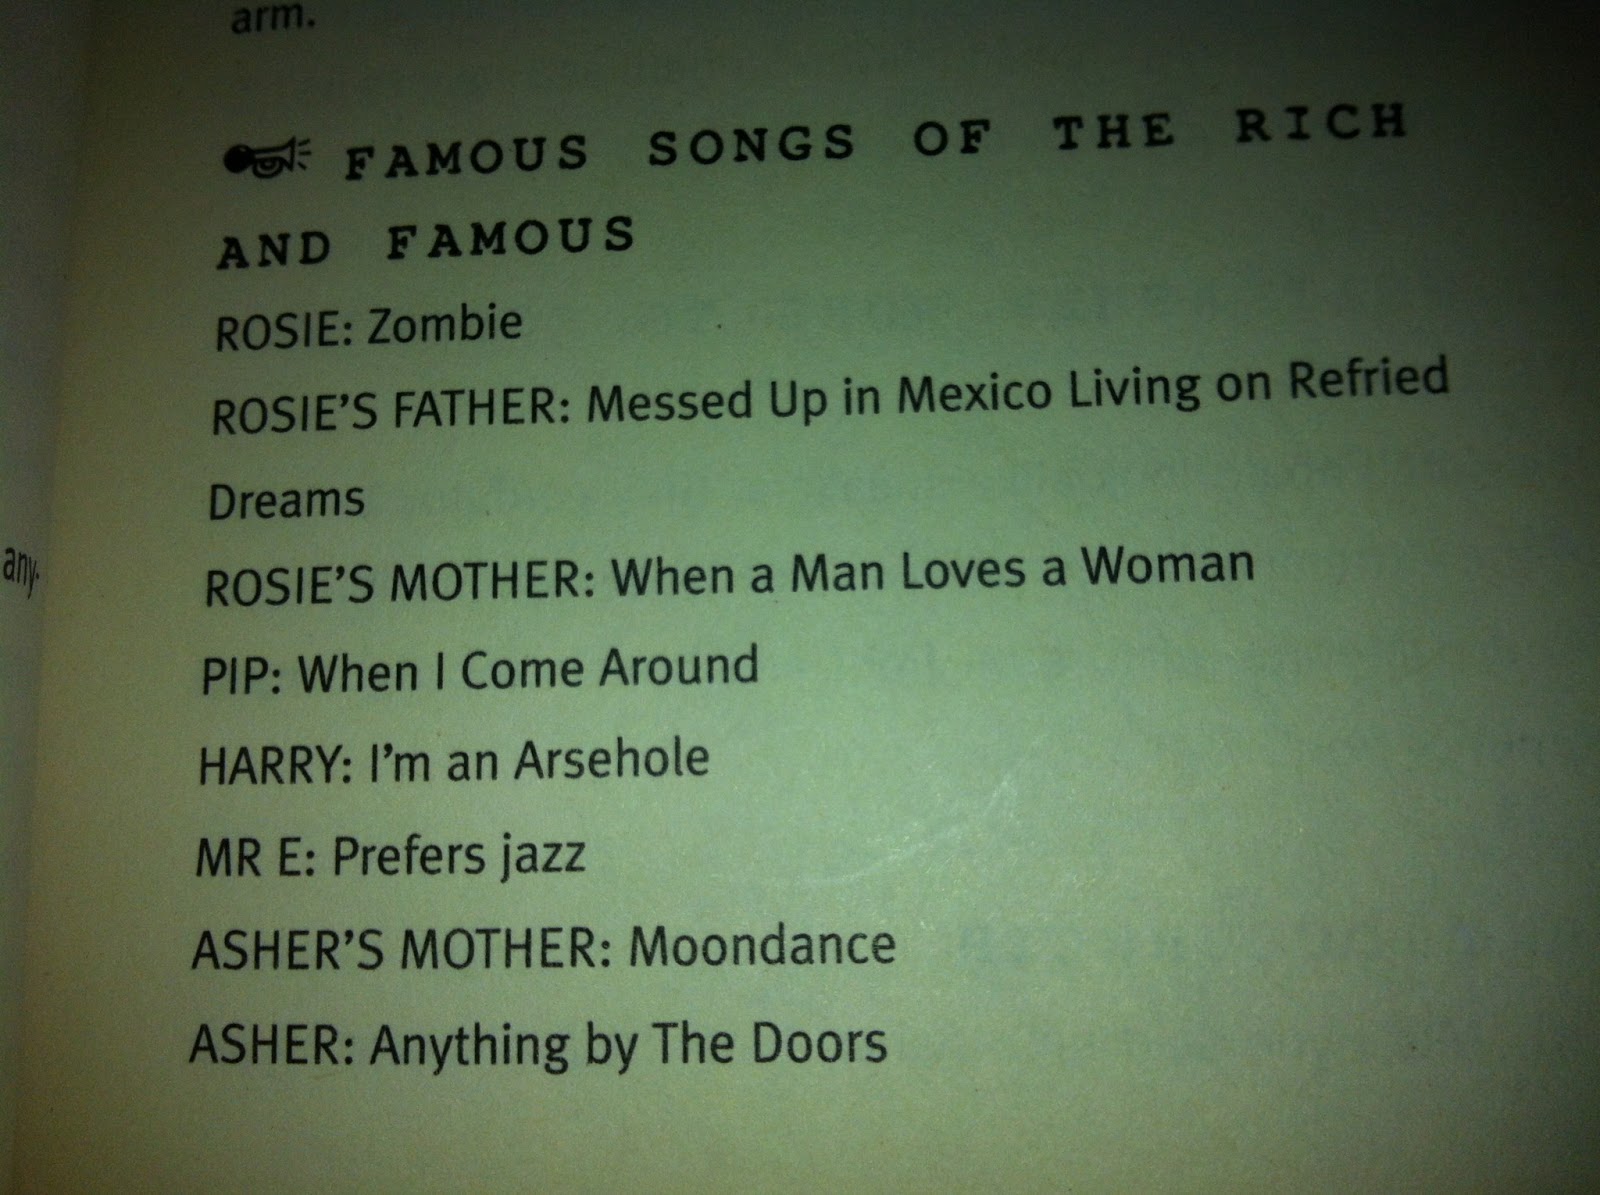 arm.
FAMOUS SONGS OF THE RICH
AND FAMOUS
ROSIE: Zombie
ROSIE’S FATHER: Messed Up in Mexico Living on Refried
Dreams
any.
ROSIE’S MOTHER: When a Man Loves a Woman
PIP: When I Come Around
HARRY: I’m an Arsehole
MR E: Prefers jazz
ASHER’S MOTHER: Moondance
ASHER: Anything by The Doors